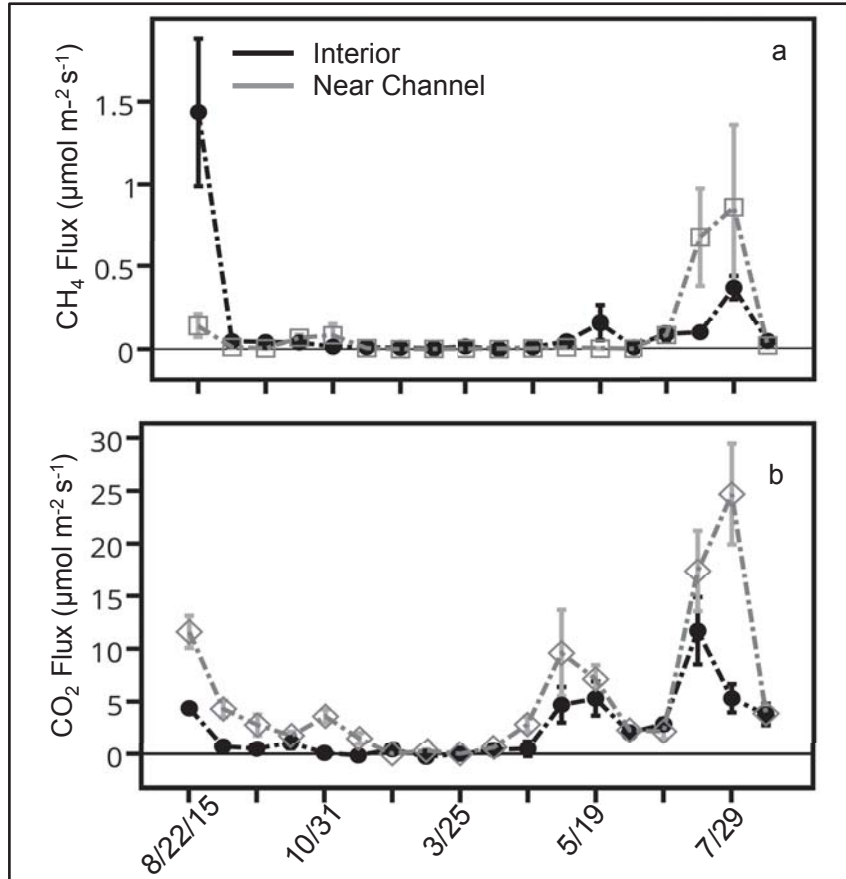 a
Interior
Near Channel
CH₄ Flux (µmol m-² s⁻¹)
1.5
1
0.5
0
b
CO₂ Flux (µmol m⁻² s⁻¹)
30
25
20
15
10
5
0
8/22/15
10/31
3/25
5/19
7/29